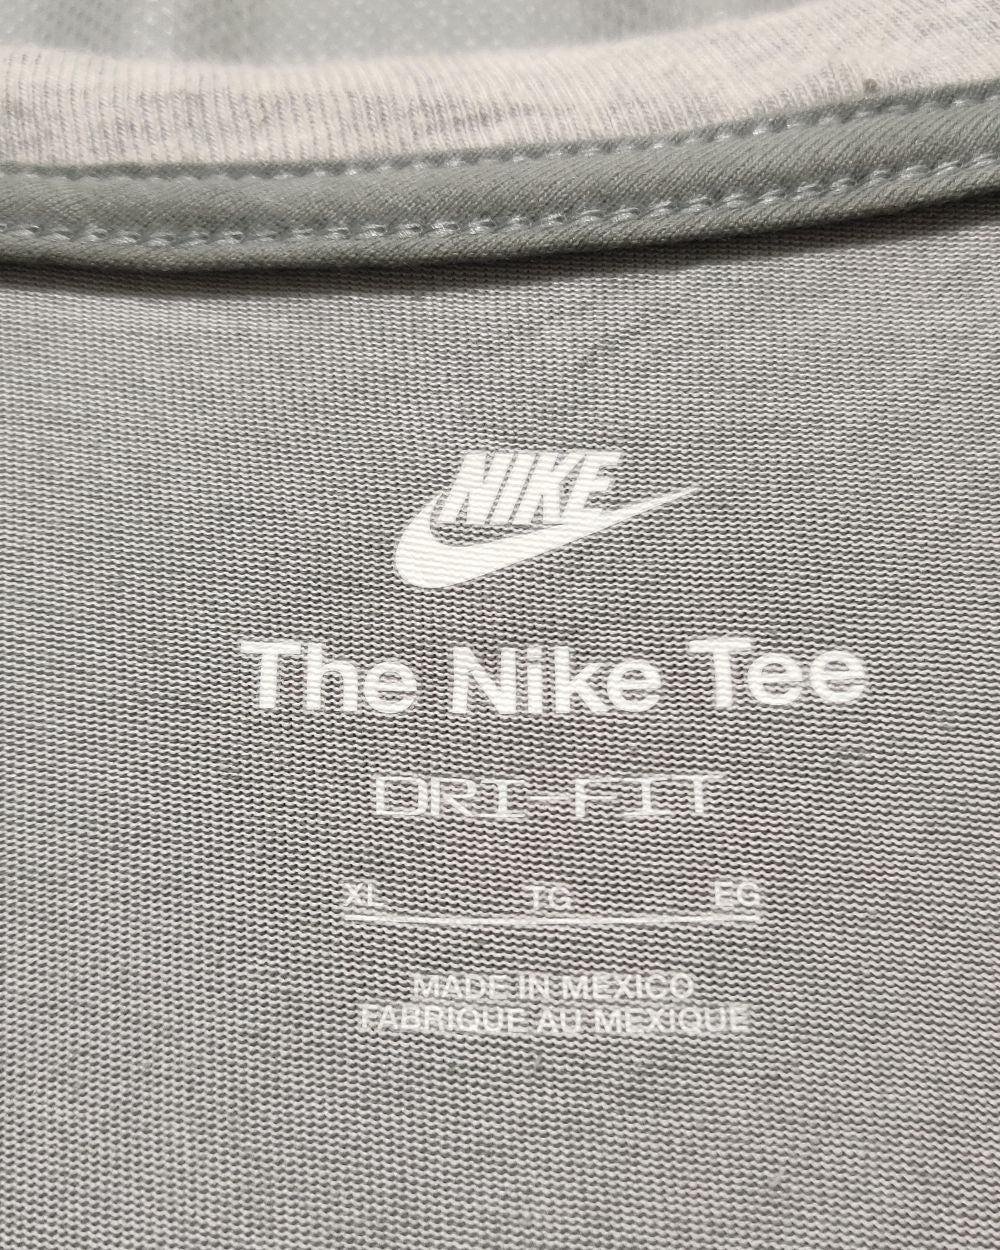 NIKE
The Nike Tee
DRI-FIT
XL TG EG
MADE IN MEXICO
FABRIQUE AU MEXIQUE